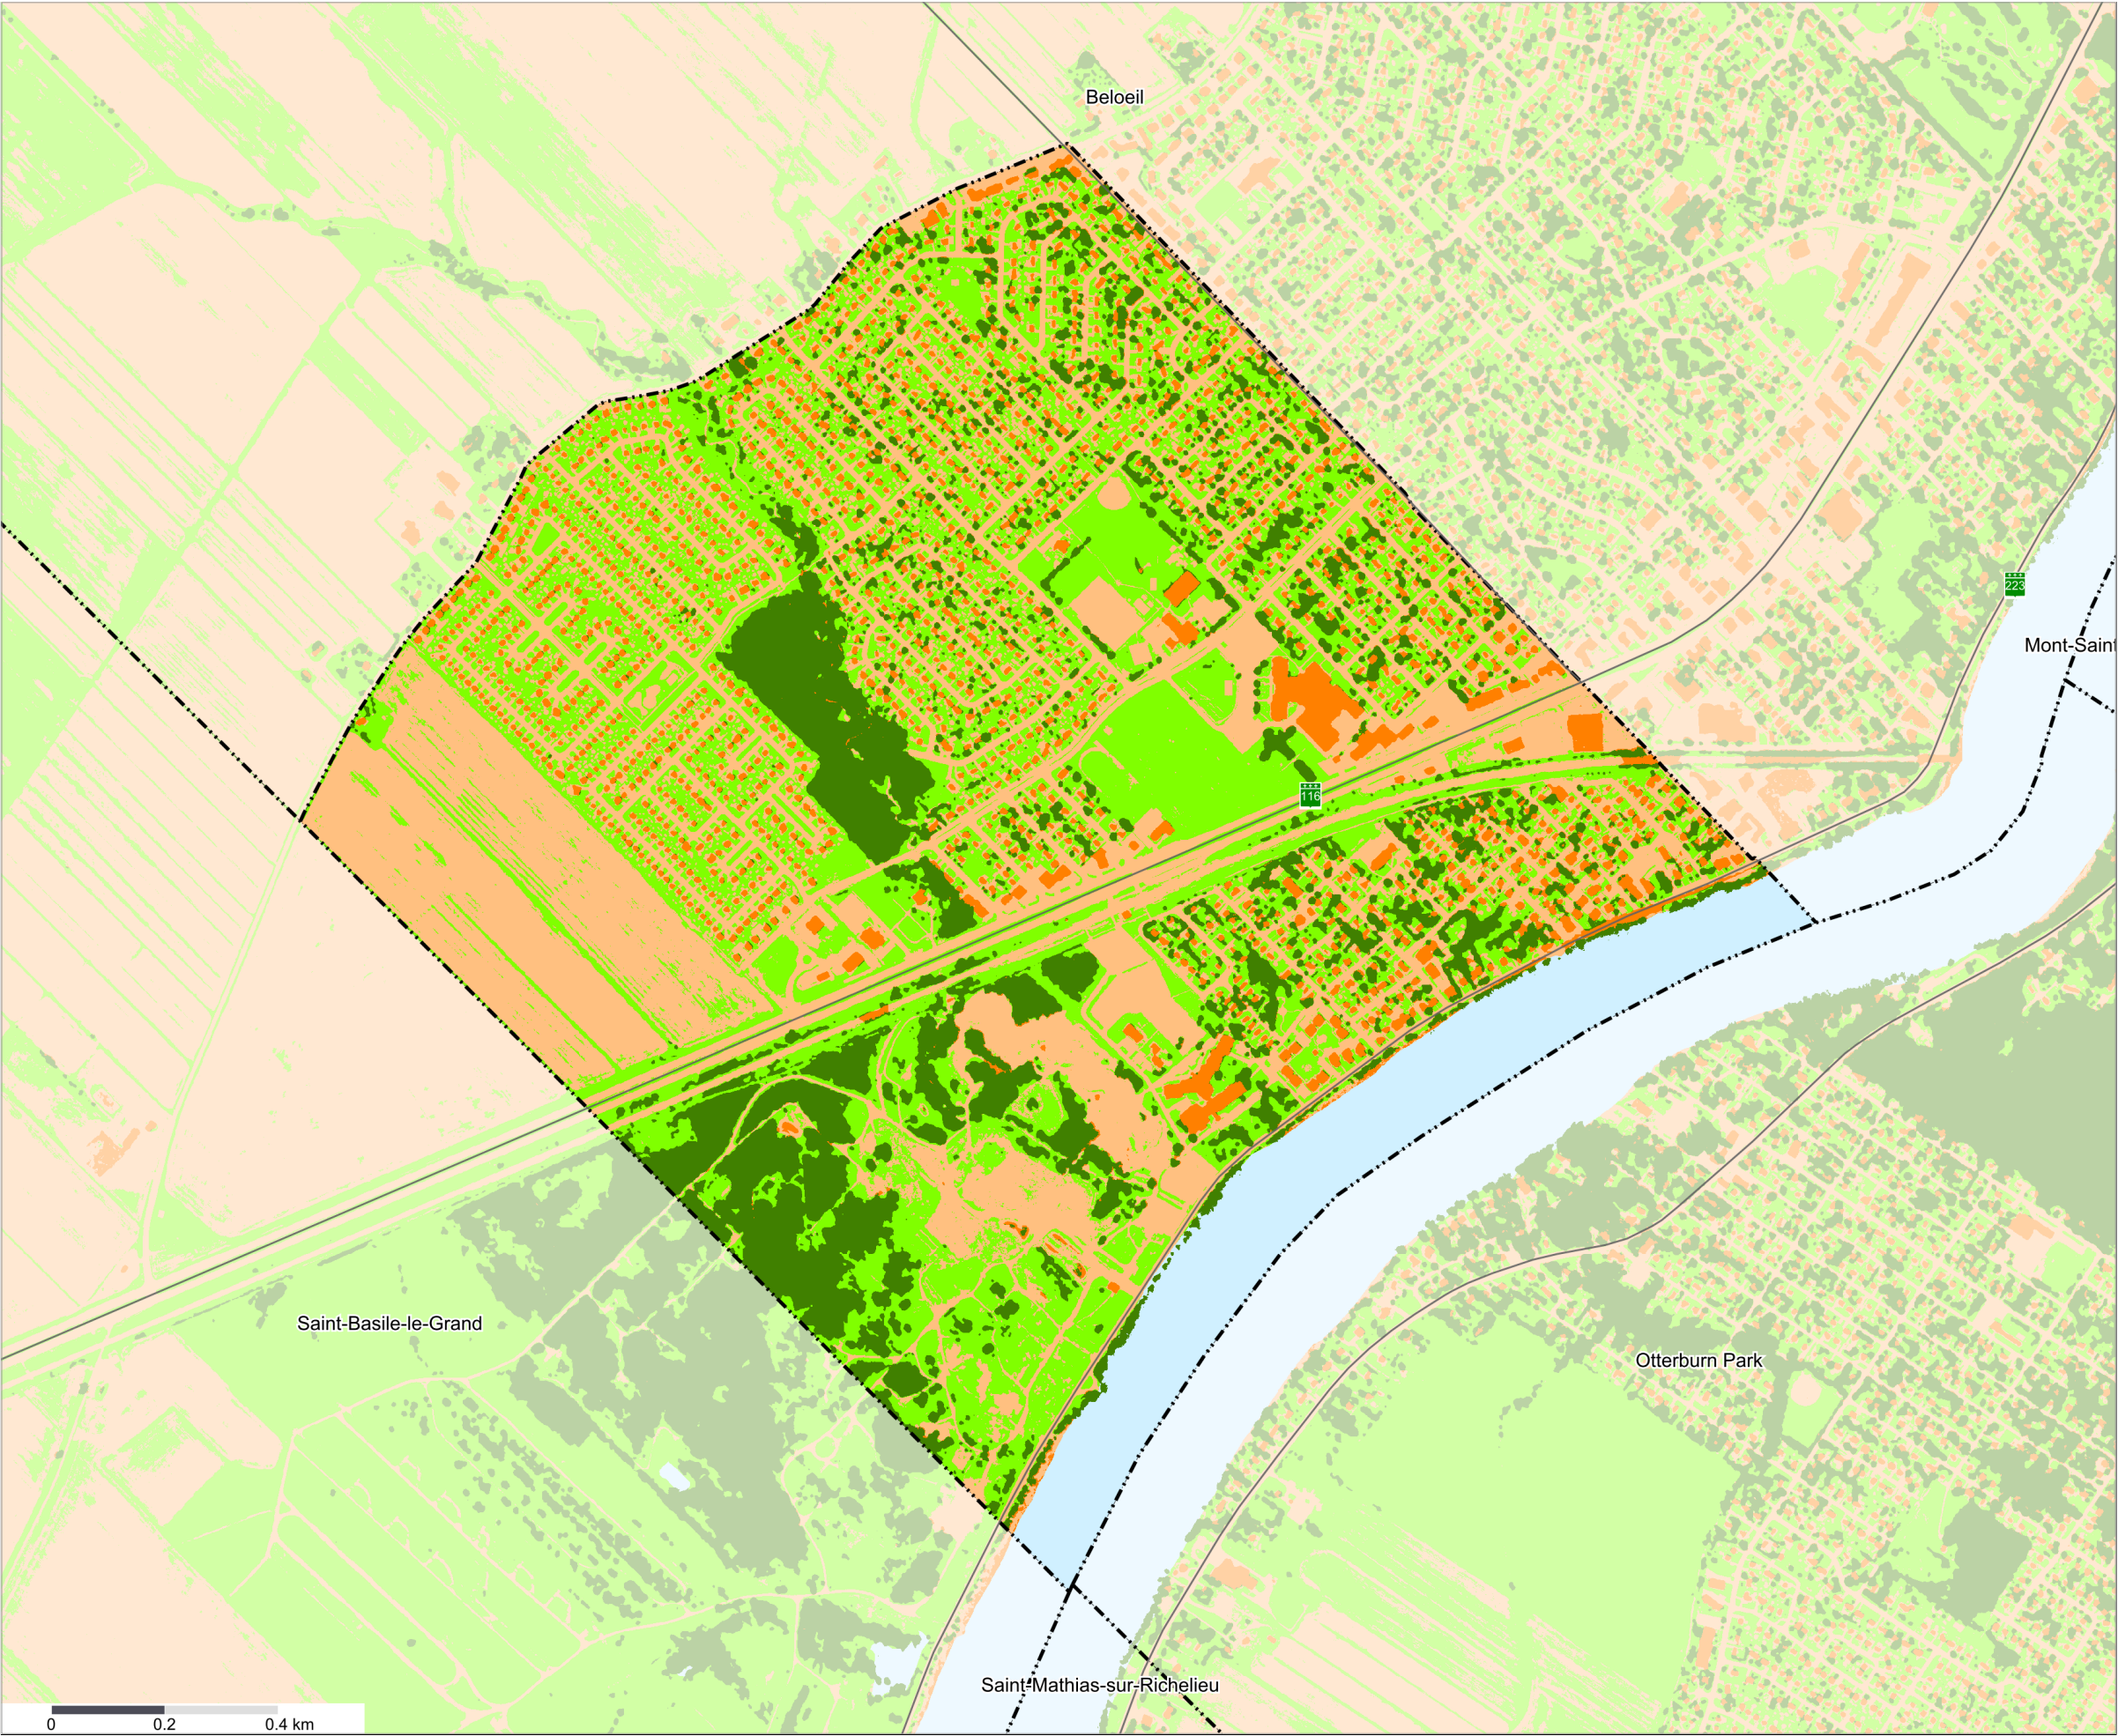 Beloeil
223
Mont-Saint
116
Saint-Basile-le-Grand
Otterburn Park
Saint-Mathias-sur-Richelieu
0 0.2 0.4 km